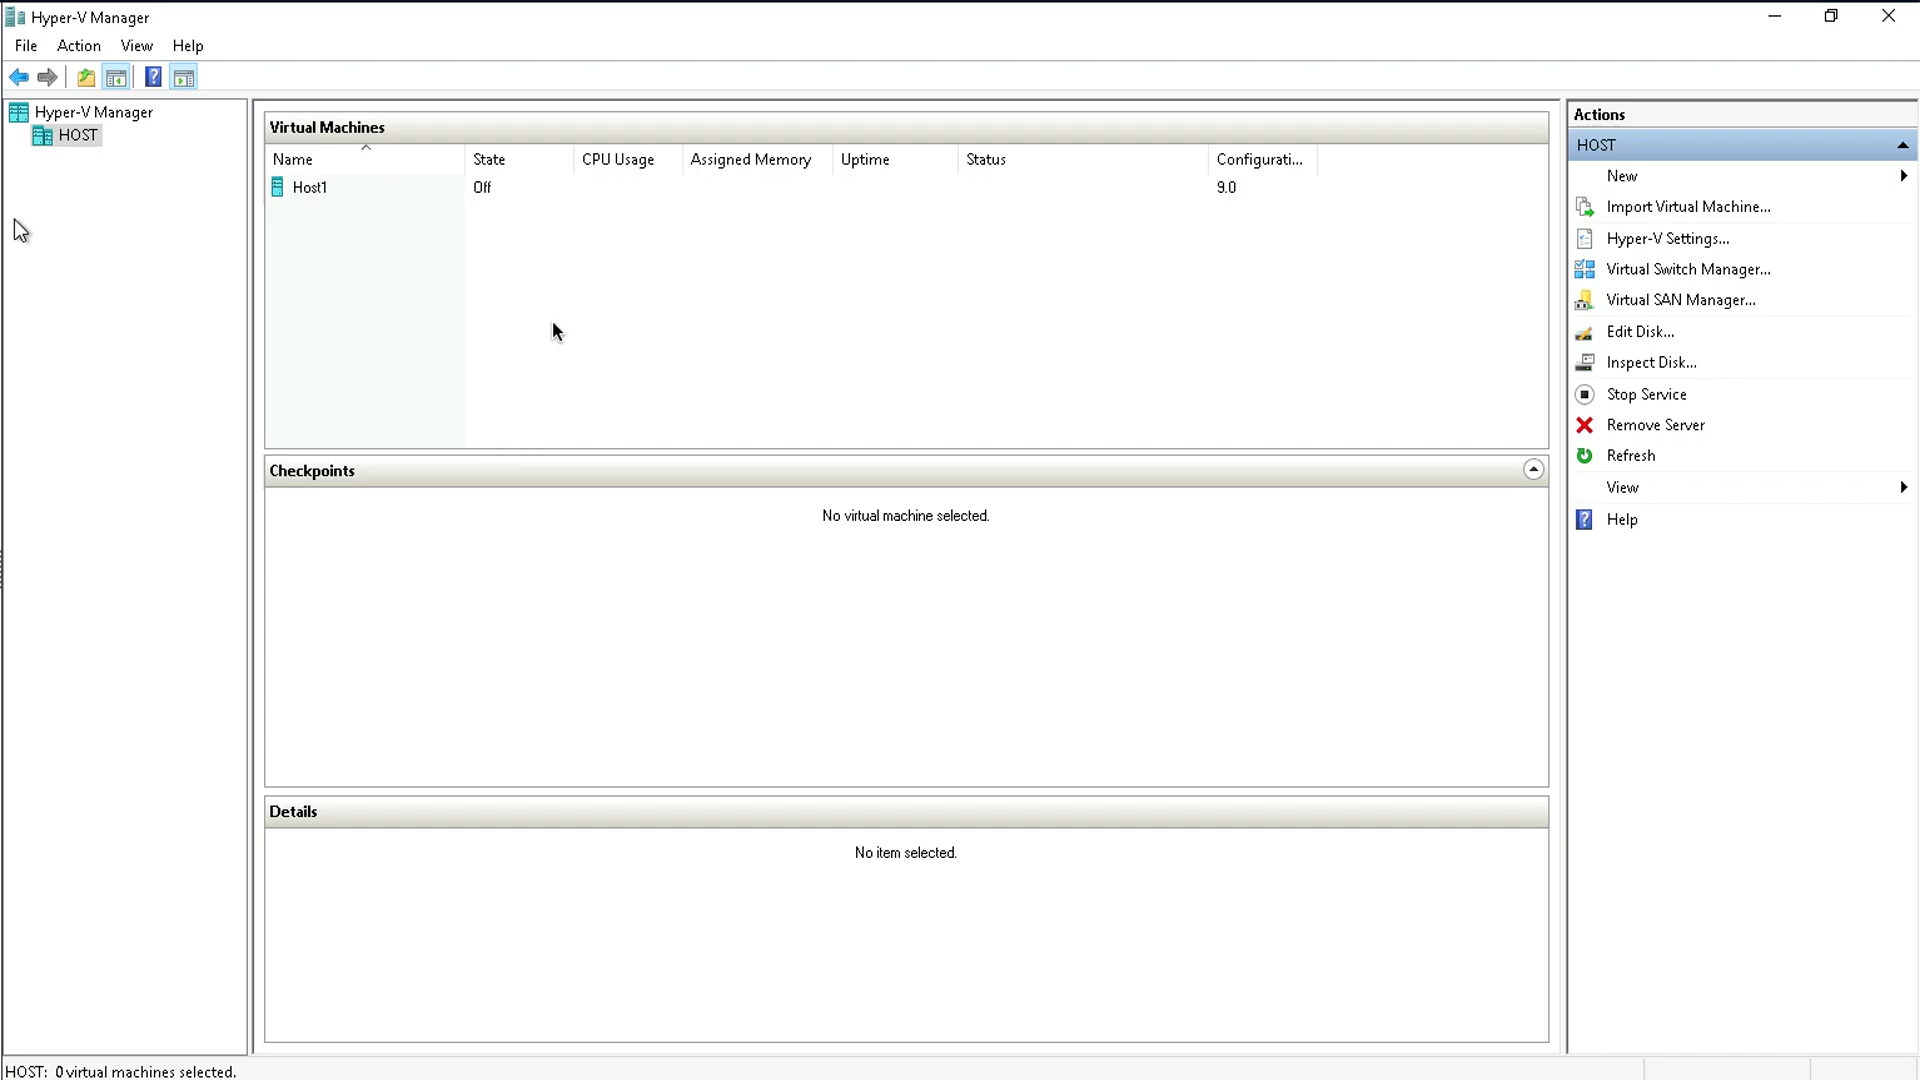 Hyper-V Manager
File Action View Help
Hyper-V Manager
HOST
Virtual Machines
Name State CPU Usage Assigned Memory Uptime Status Configurati...
Host1 Off 9.0
Checkpoints
No virtual machine selected.
Details
No item selected.
Actions
HOST
New
Import Virtual Machine...
Hyper-V Settings...
Virtual Switch Manager...
Virtual SAN Manager...
Edit Disk...
Inspect Disk...
Stop Service
Remove Server
Refresh
View
Help
HOST: 0 virtual machines selected.